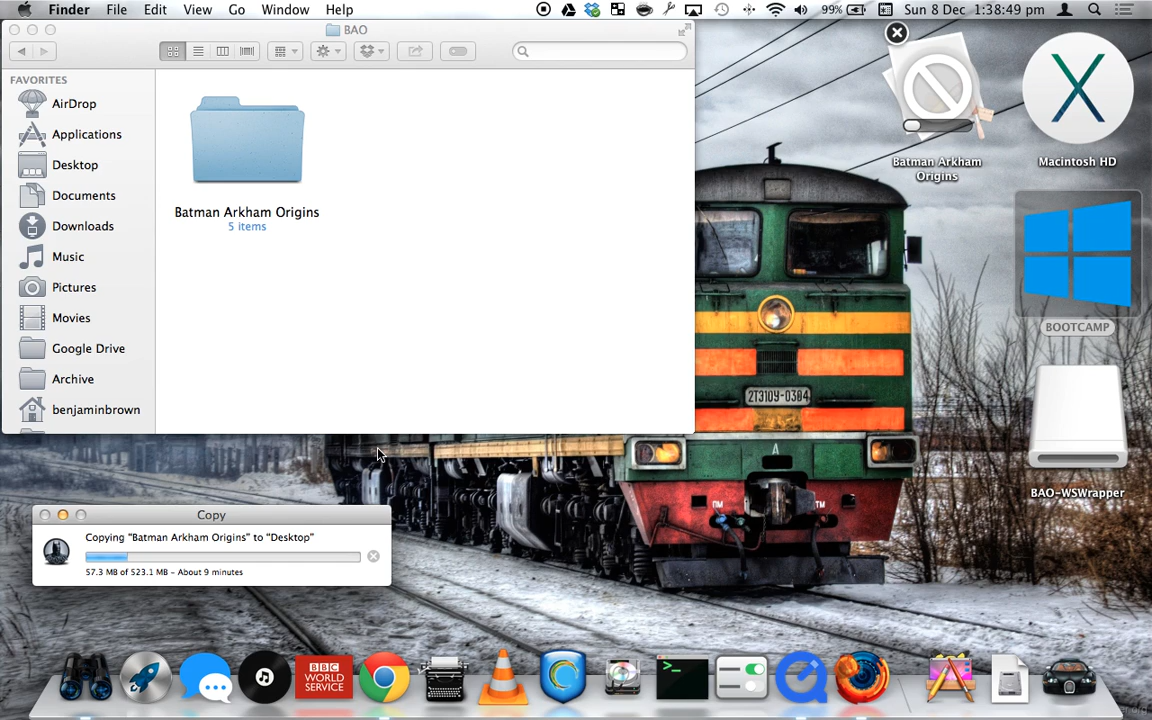 Finder File Edit View Go Window Help
99%
Sun 8 Dec 1:38:49 pm
BAO
FAVORITES
AirDrop
Applications
Desktop
Documents
Downloads
Music
Pictures
Movies
Google Drive
Archive
benjaminbrown
Batman Arkham Origins
5 items
Batman Arkham
Origins
Macintosh HD
BOOTCAMP
BAO-WSWrapper
2ТЭ10У-0304
Copy
Copying "Batman Arkham Origins" to "Desktop"
57.3 MB of 523.1 MB – About 9 minutes
BBC
WORLD
SERVICE
>_